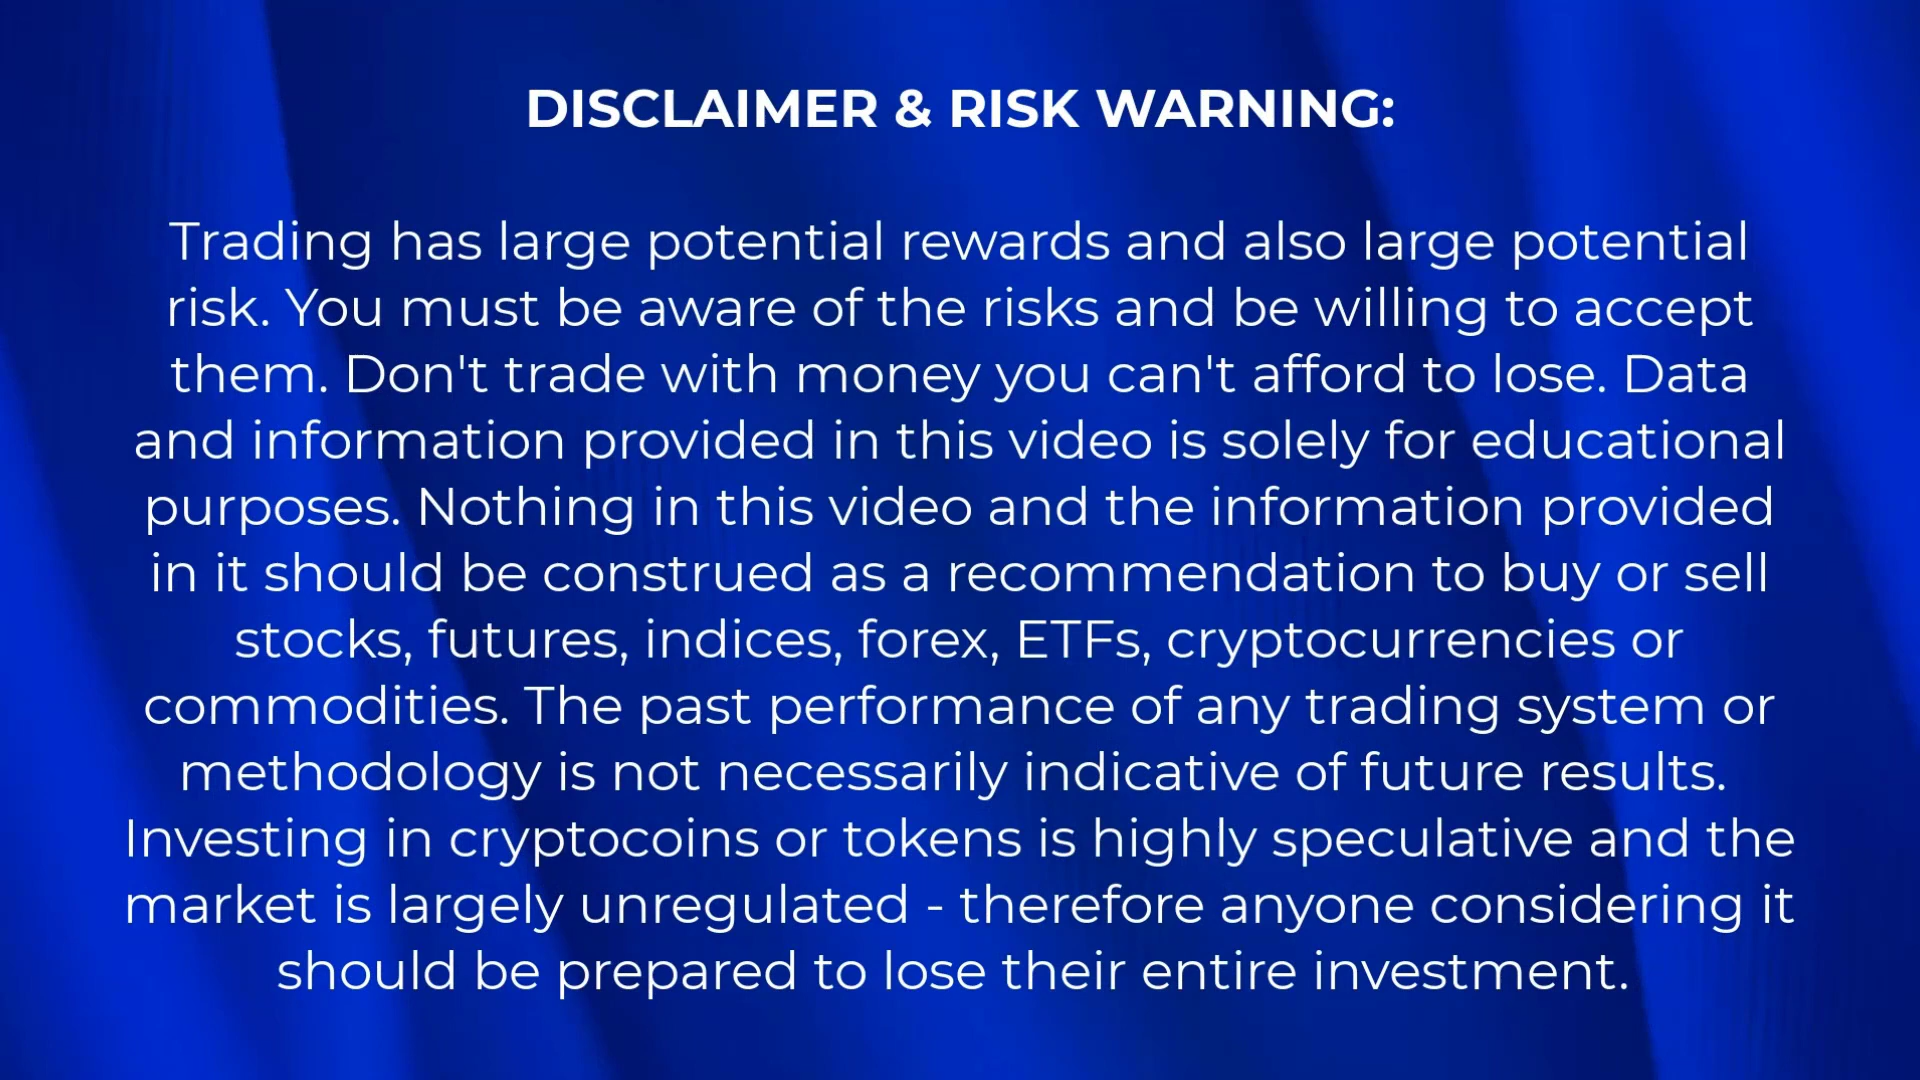 DISCLAIMER & RISK WARNING:
Trading has large potential rewards and also large potential
risk. You must be aware of the risks and be willing to accept
them. Don't trade with money you can't afford to lose. Data
and information provided in this video is solely for educational
purposes. Nothing in this video and the information provided
in it should be construed as a recommendation to buy or sell
stocks, futures, indices, forex, ETFs, cryptocurrencies or
commodities. The past performance of any trading system or
methodology is not necessarily indicative of future results.
Investing in cryptocoins or tokens is highly speculative and the
market is largely unregulated - therefore anyone considering it
should be prepared to lose their entire investment.